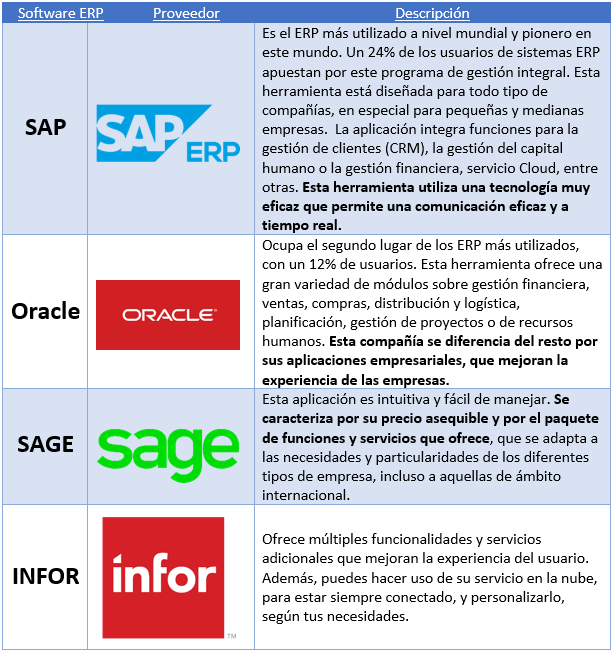 Software ERP
Proveedor
Descripción
SAP
SAP
ERP
Es el ERP más utilizado a nivel mundial y pionero en
este mundo. Un 24% de los usuarios de sistemas ERP
apuestan por este programa de gestión integral. Esta
herramienta está diseñada para todo tipo de
compañías, en especial para pequeñas y medianas
empresas.  La aplicación integra funciones para la
gestión de clientes (CRM), la gestión del capital
humano o la gestión financiera, servicio Cloud, entre
otras. Esta herramienta utiliza una tecnología muy
eficaz que permite una comunicación eficaz y a
tiempo real.
Oracle
ORACLE®
Ocupa el segundo lugar de los ERP más utilizados,
con un 12% de usuarios. Esta herramienta ofrece una
gran variedad de módulos sobre gestión financiera,
ventas, compras, distribución y logística,
planificación, gestión de proyectos o de recursos
humanos. Esta compañía se diferencia del resto por
sus aplicaciones empresariales, que mejoran la
experiencia de las empresas.
SAGE
sage
Esta aplicación es intuitiva y fácil de manejar. Se
caracteriza por su precio asequible y por el paquete
de funciones y servicios que ofrece, que se adapta a
las necesidades y particularidades de los diferentes
tipos de empresa, incluso a aquellas de ámbito
internacional.
INFOR
infor
TM
Ofrece múltiples funcionalidades y servicios
adicionales que mejoran la experiencia del usuario.
Además, puedes hacer uso de su servicio en la nube,
para estar siempre conectado, y personalizarlo,
según tus necesidades.